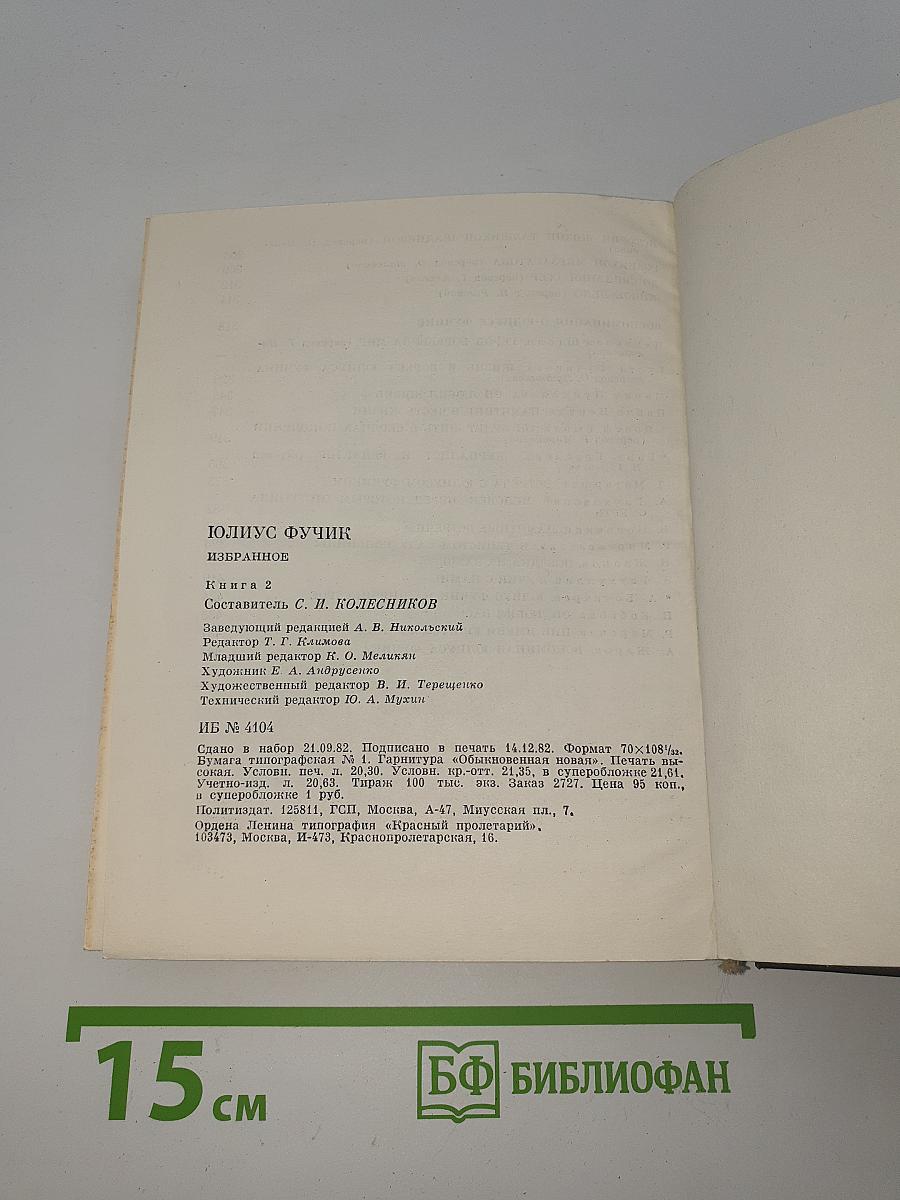 ЮЛИУС ФУЧИК
ИЗБРАННОЕ
Книга 2
Составитель С. И. КОЛЕСНИКОВ
Заведующий редакцией А. В. Никольский
Редактор Т. Г. Климова
Младший редактор К. О. Меликян
Художник Е. А. Андрусенко
Художественный редактор В. И. Терещенко
Технический редактор Ю. А. Мухин
ИБ № 4104
Сдано в набор 21.09.82. Подписано в печать 14.12.82. Формат 70×108¹/₃₂.
Бумага типографская № 1. Гарнитура «Обыкновенная новая». Печать вы-
сокая. Условн. печ. л. 20,30. Условн. кр.-отт. 21,35, в суперобложке 21,61.
Учетно-изд. л. 20,63. Тираж 100 тыс. экз. Заказ 2727. Цена 95 коп.,
в суперобложке 1 руб.
Политиздат. 125811, ГСП, Москва, А-47, Миусская пл., 7.
Ордена Ленина типография «Красный пролетарий».
103473, Москва, И-473, Краснопролетарская, 16.
15 см
БФ БИБЛИОФАН